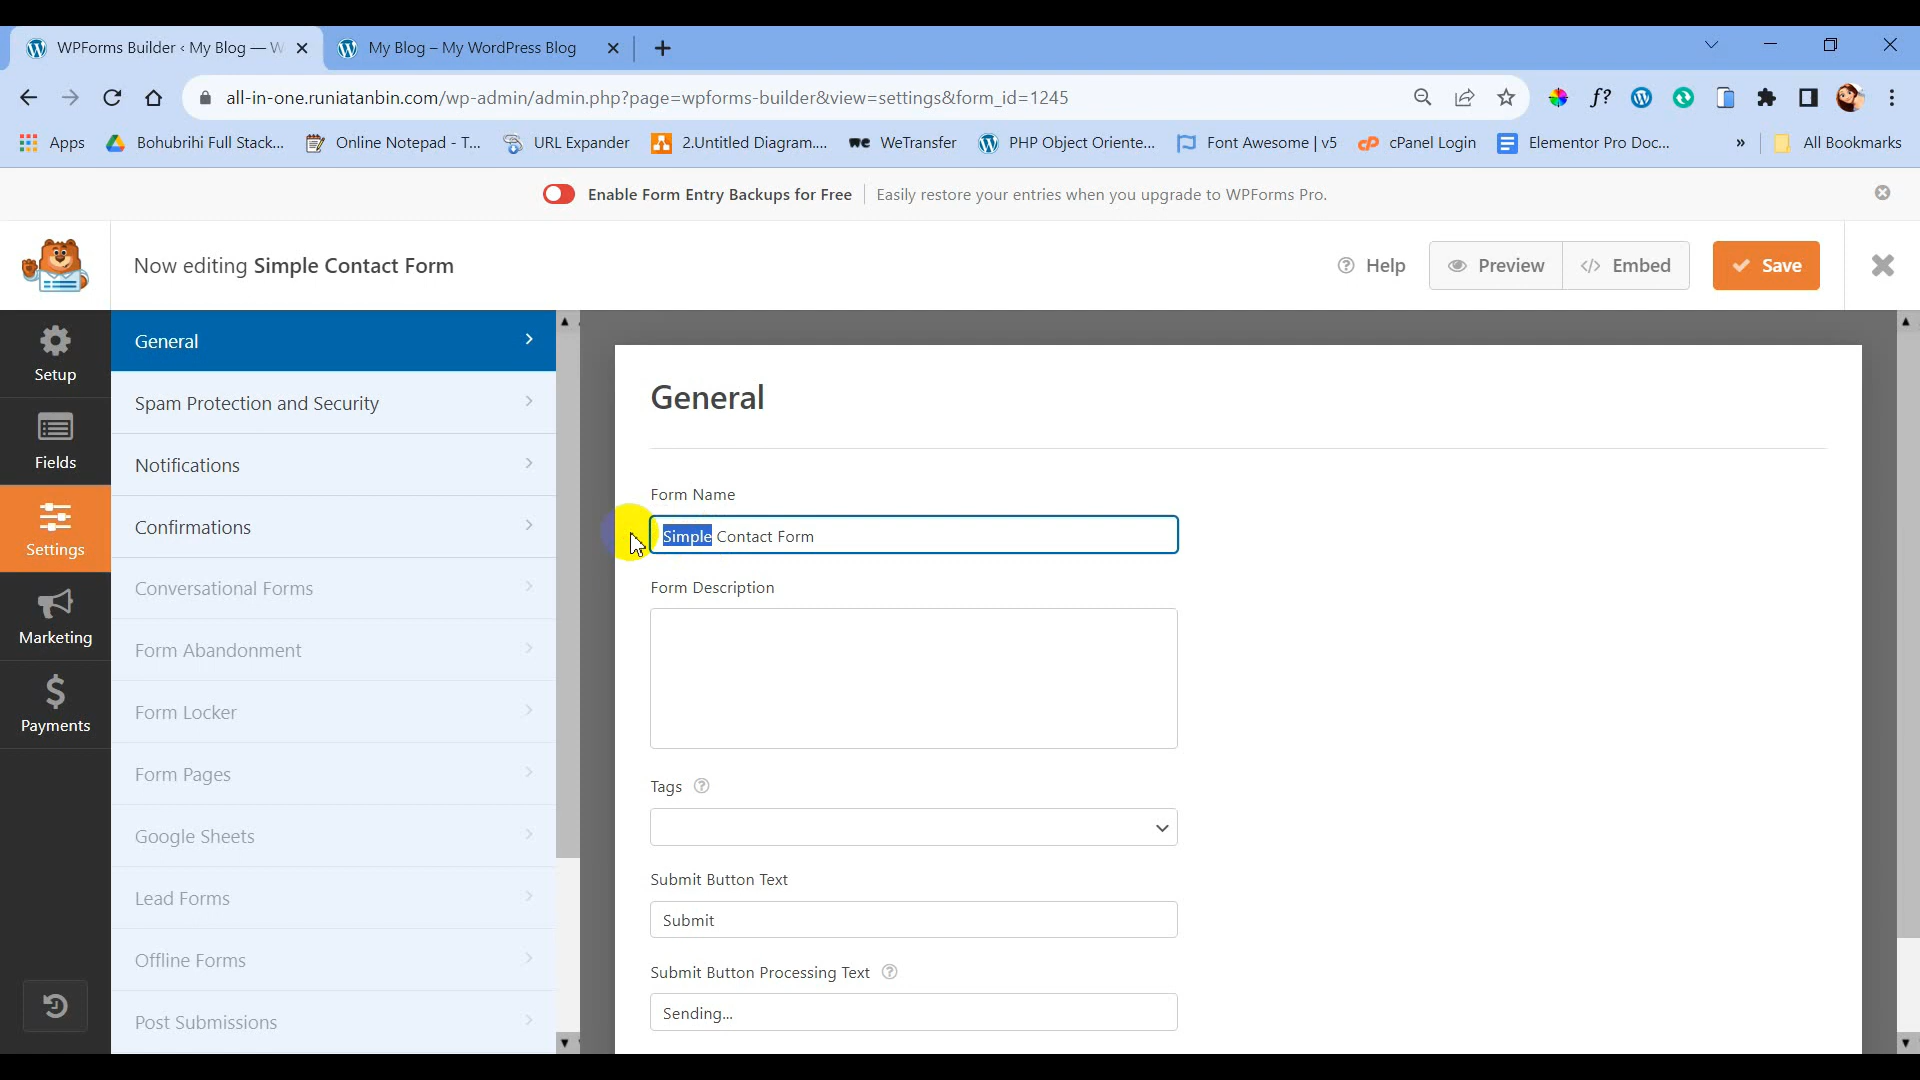 WPForms Builder ‹ My Blog — W
My Blog – My WordPress Blog
all-in-one.runiatanbin.com/wp-admin/admin.php?page=wpforms-builder&view=settings&form_id=1245
f?
Apps
Bohubrihi Full Stack...
Online Notepad - T...
URL Expander
2.Untitled Diagram....
we WeTransfer
PHP Object Oriente...
Font Awesome | v5
cP cPanel Login
Elementor Pro Doc...
»
All Bookmarks
Enable Form Entry Backups for Free
Easily restore your entries when you upgrade to WPForms Pro.
Now editing Simple Contact Form
Help
Preview
</> Embed
Save
Setup
Fields
Settings
Marketing
Payments
General
Spam Protection and Security
Notifications
Confirmations
Conversational Forms
Form Abandonment
Form Locker
Form Pages
Google Sheets
Lead Forms
Offline Forms
Post Submissions
General
Form Name
Simple Contact Form
Form Description
Tags
Submit Button Text
Submit
Submit Button Processing Text
Sending...